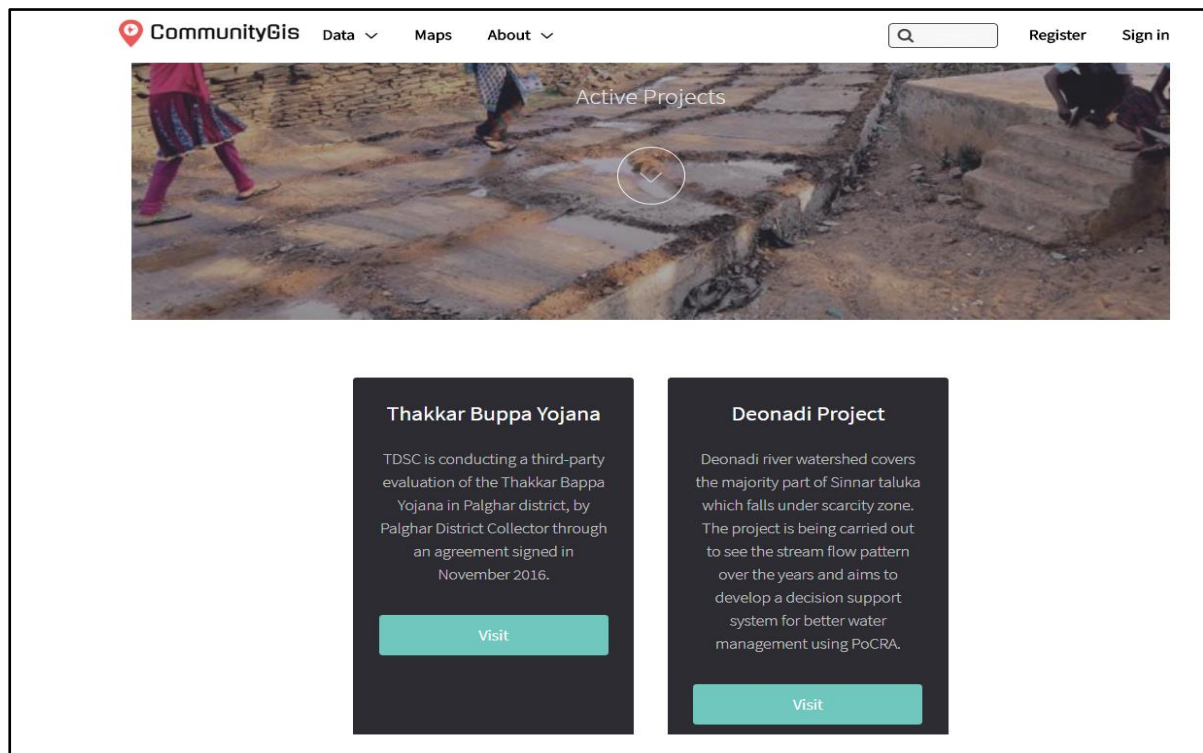 CommunityGis Data Maps About Register Sign in
Active Projects
Thakkar Buppa Yojana
TDSC is conducting a third-party
evaluation of the Thakkar Bappa
Yojana in Palghar district, by
Palghar District Collector through
an agreement signed in
November 2016.
Visit
Deonadi Project
Deonadi river watershed covers
the majority part of Sinnar taluka
which falls under scarcity zone.
The project is being carried out
to see the stream flow pattern
over the years and aims to
develop a decision support
system for better water
management using PoCRA.
Visit